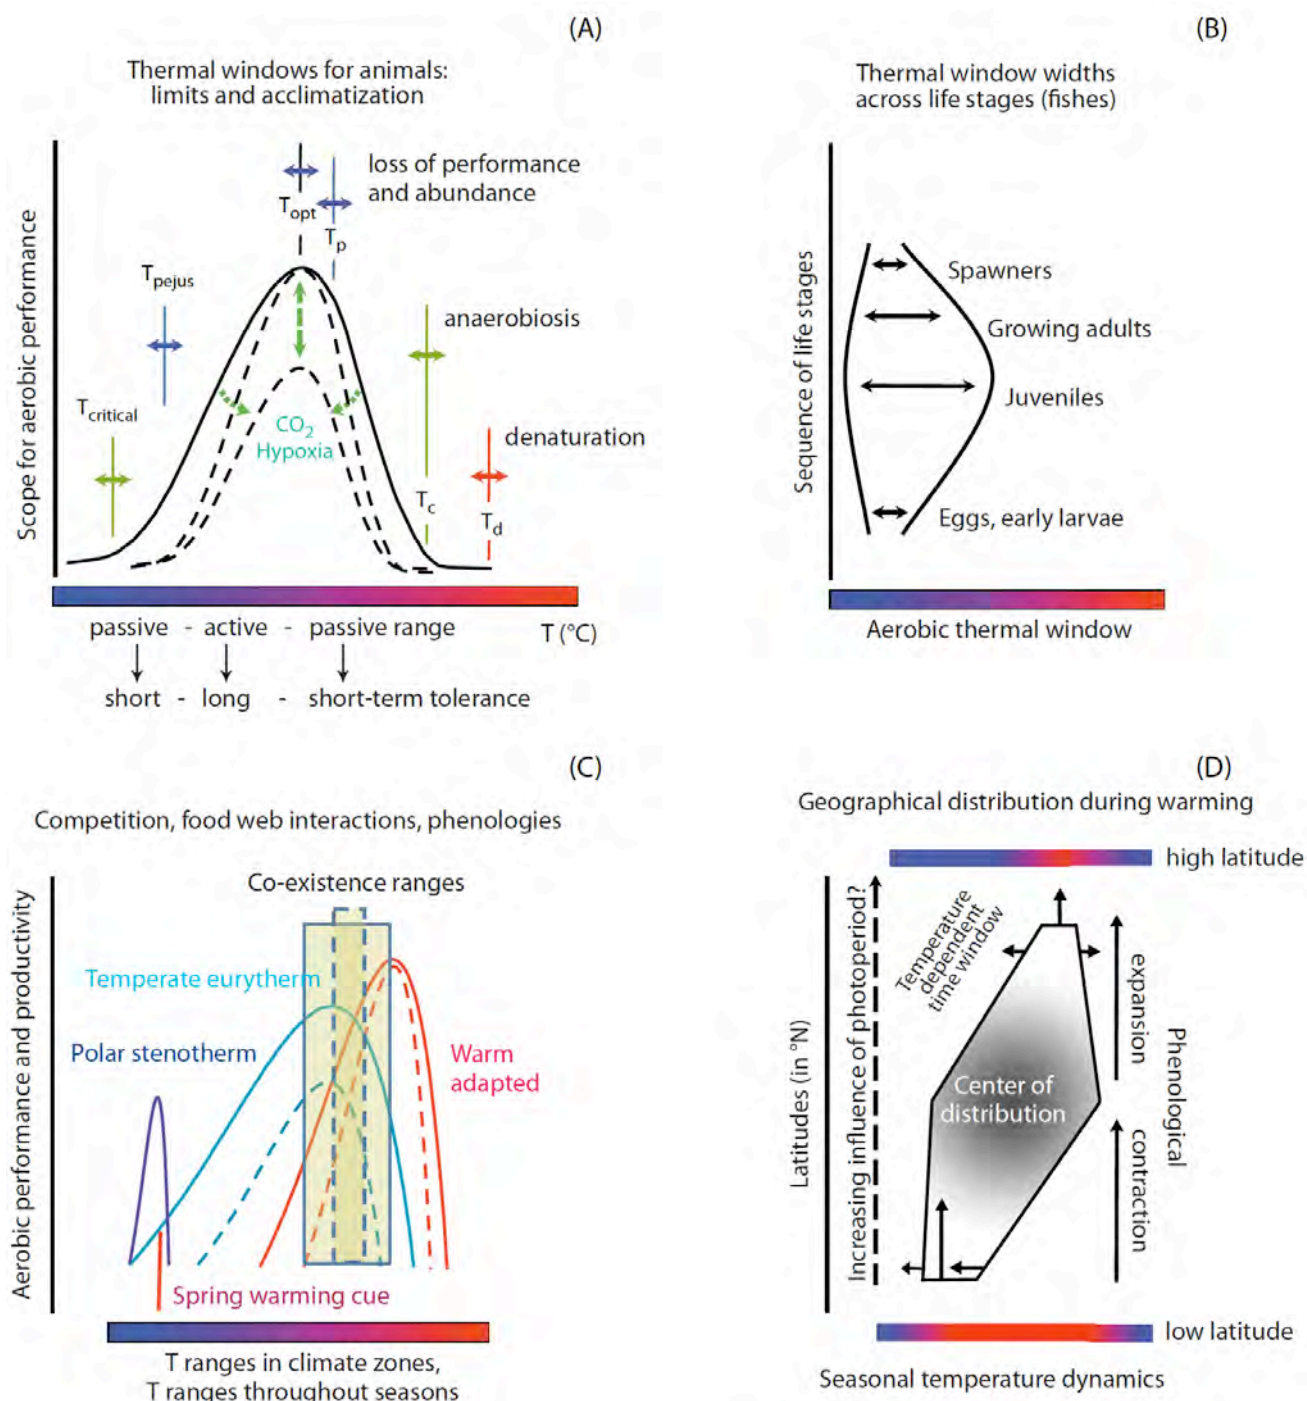 (A)
Thermal windows for animals:
limits and acclimatization
loss of performance
and abundance
Topt
Tp
Tpejus
anaerobiosis
Tcritical
CO2
Hypoxia
denaturation
Tc
Td
Scope for aerobic performance
passive - active - passive range
T (°C)
short - long - short-term tolerance
(B)
Thermal window widths
across life stages (fishes)
Sequence of life stages
Spawners
Growing adults
Juveniles
Eggs, early larvae
Aerobic thermal window
(C)
Competition, food web interactions, phenologies
Co-existence ranges
Aerobic performance and productivity
Temperate eurytherm
Polar stenotherm
Warm
adapted
Spring warming cue
T ranges in climate zones,
T ranges throughout seasons
(D)
Geographical distribution during warming
high latitude
Latitudes (in °N)
Increasing influence of photoperiod?
Temperature
dependent
time window
expansion
Phenological
Center of
distribution
contraction
low latitude
Seasonal temperature dynamics